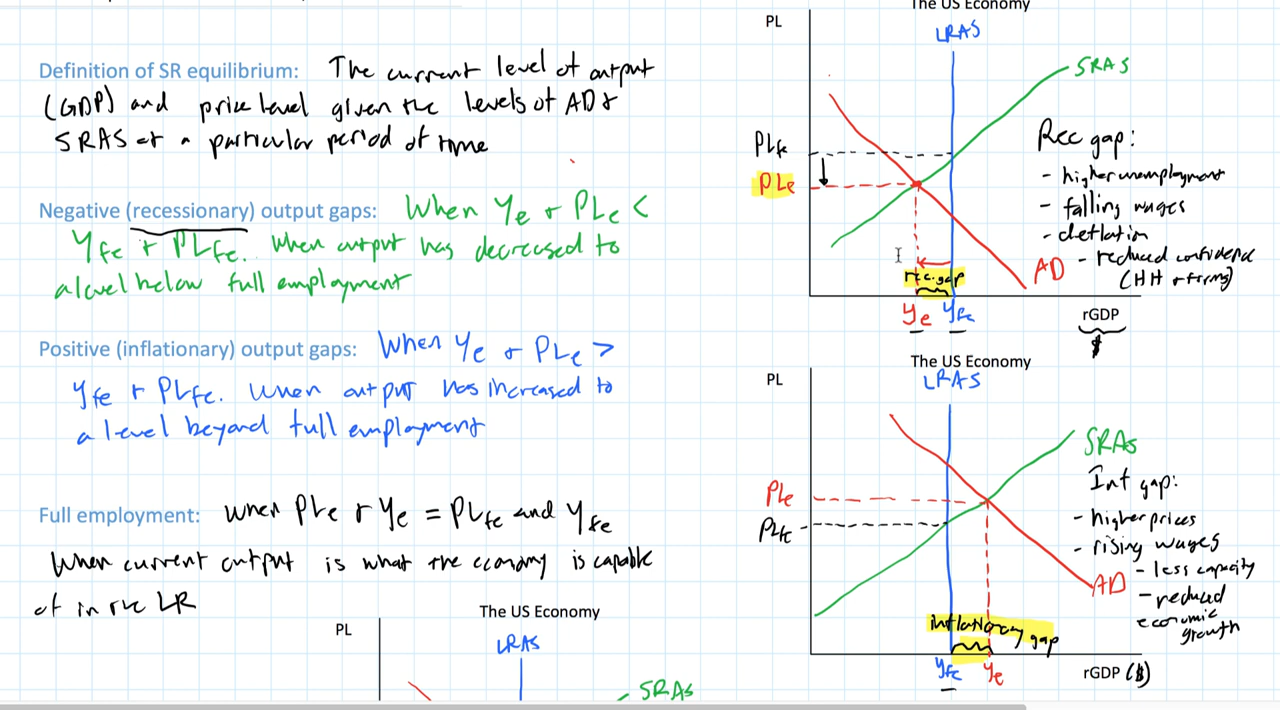 Definition of SR equilibrium: The current level of output
(GDP) and price level given the levels of AD &
SRAS at a particular period of time
Negative (recessionary) output gaps: When Ye + PLe <
Yfe + PLfe. When output has decreased to
a level below full employment
Positive (inflationary) output gaps: When Ye + PLe >
Yfe + PLfe. When output has increased to
a level beyond full employment
Full employment: When PLe + Ye = PLfe and Yfe
When current output is what the economy is capable
of in the LR
The US Economy
PL
LRAS
SRAS
The US Economy
PL
LRAS
SRAS
PLfe
PLe
Rec gap:
- higher unemployment
- falling wages
- deflation
- reduced confidence
(HH + firms)
AD
rec. gap
Ye
Yfe
rGDP
$
The US Economy
PL
LRAS
SRAS
PLe
PLfe
Inf gap:
- higher prices
- rising wages
- less capacity
- reduced
economic
growth
AD
inflationary gap
Yfe
Ye
rGDP ($)